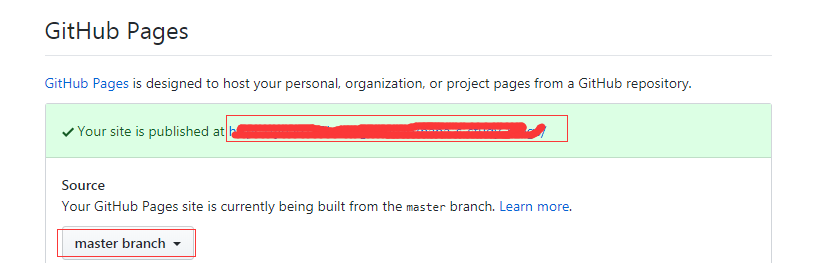 GitHub Pages
GitHub Pages is designed to host your personal, organization, or project pages from a GitHub repository.
Your site is published at
Source
Your GitHub Pages site is currently being built from the master branch. Learn more.
master branch